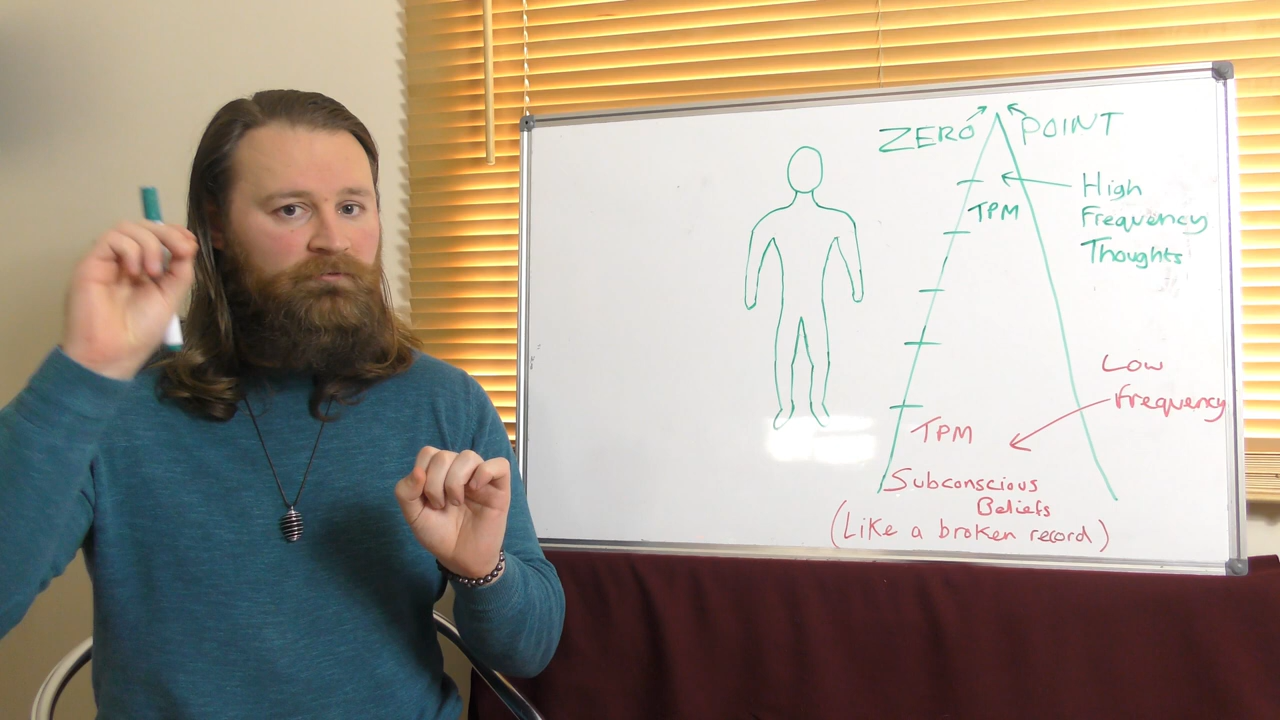 ZERO POINT
High
Frequency
Thoughts
TPM
Low
frequency
TPM
Subconscious
Beliefs
(Like a broken record)